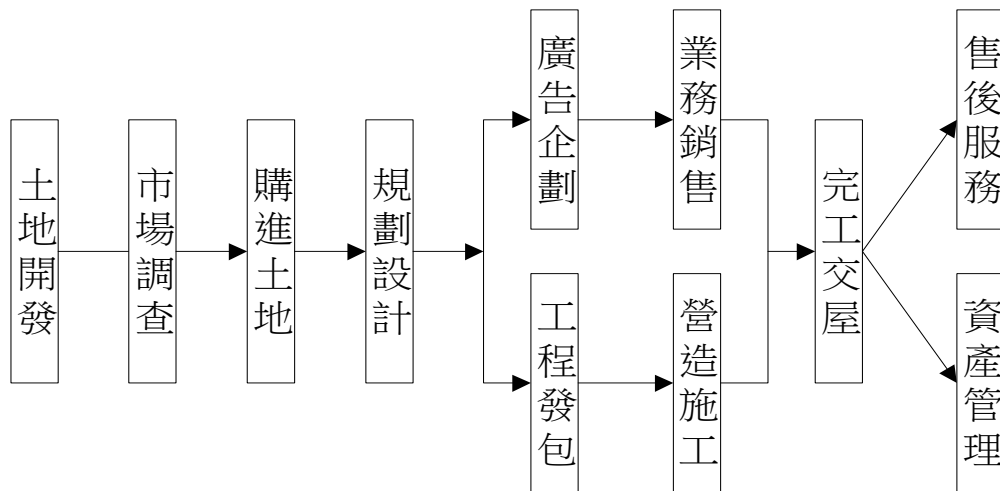 土地開發
市場調查
購進土地
規劃設計
廣告企劃
業務銷售
工程發包
營造施工
完工交屋
售後服務
資產管理